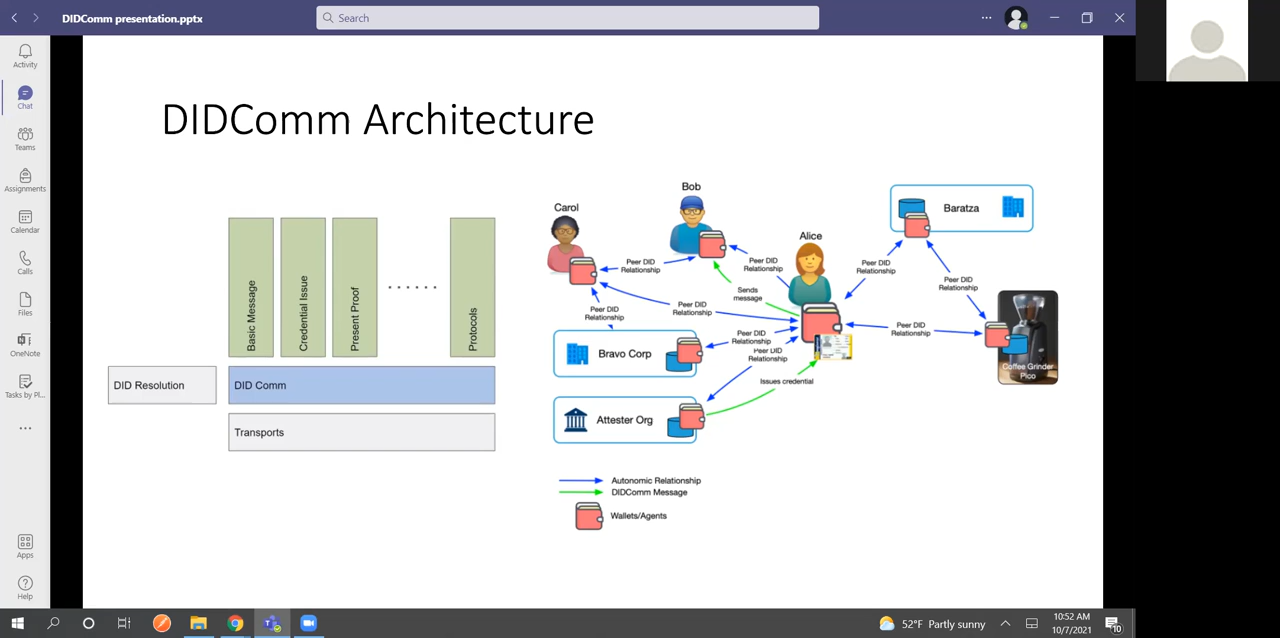 DIDComm presentation.pptx
Search
Activity
Chat
Teams
Assignments
Calendar
Calls
Files
OneNote
Tasks by Pl...
Apps
Help
DIDComm Architecture
Basic Message
Credential Issue
Present Proof
Protocols
DID Resolution
DID Comm
Transports
Carol
Bob
Alice
Baratza
Peer DID
Relationship
Peer DID
Relationship
Peer DID
Relationship
Peer DID
Relationship
Sends
message
Peer DID
Relationship
Peer DID
Relationship
Peer DID
Relationship
Peer DID
Relationship
Peer DID
Relationship
Bravo Corp
Coffee Grinder
Pico
Issues credential
Attester Org
Autonomic Relationship
DIDComm Message
Wallets/Agents
52°F Partly sunny
10:52 AM
10/7/2021
10